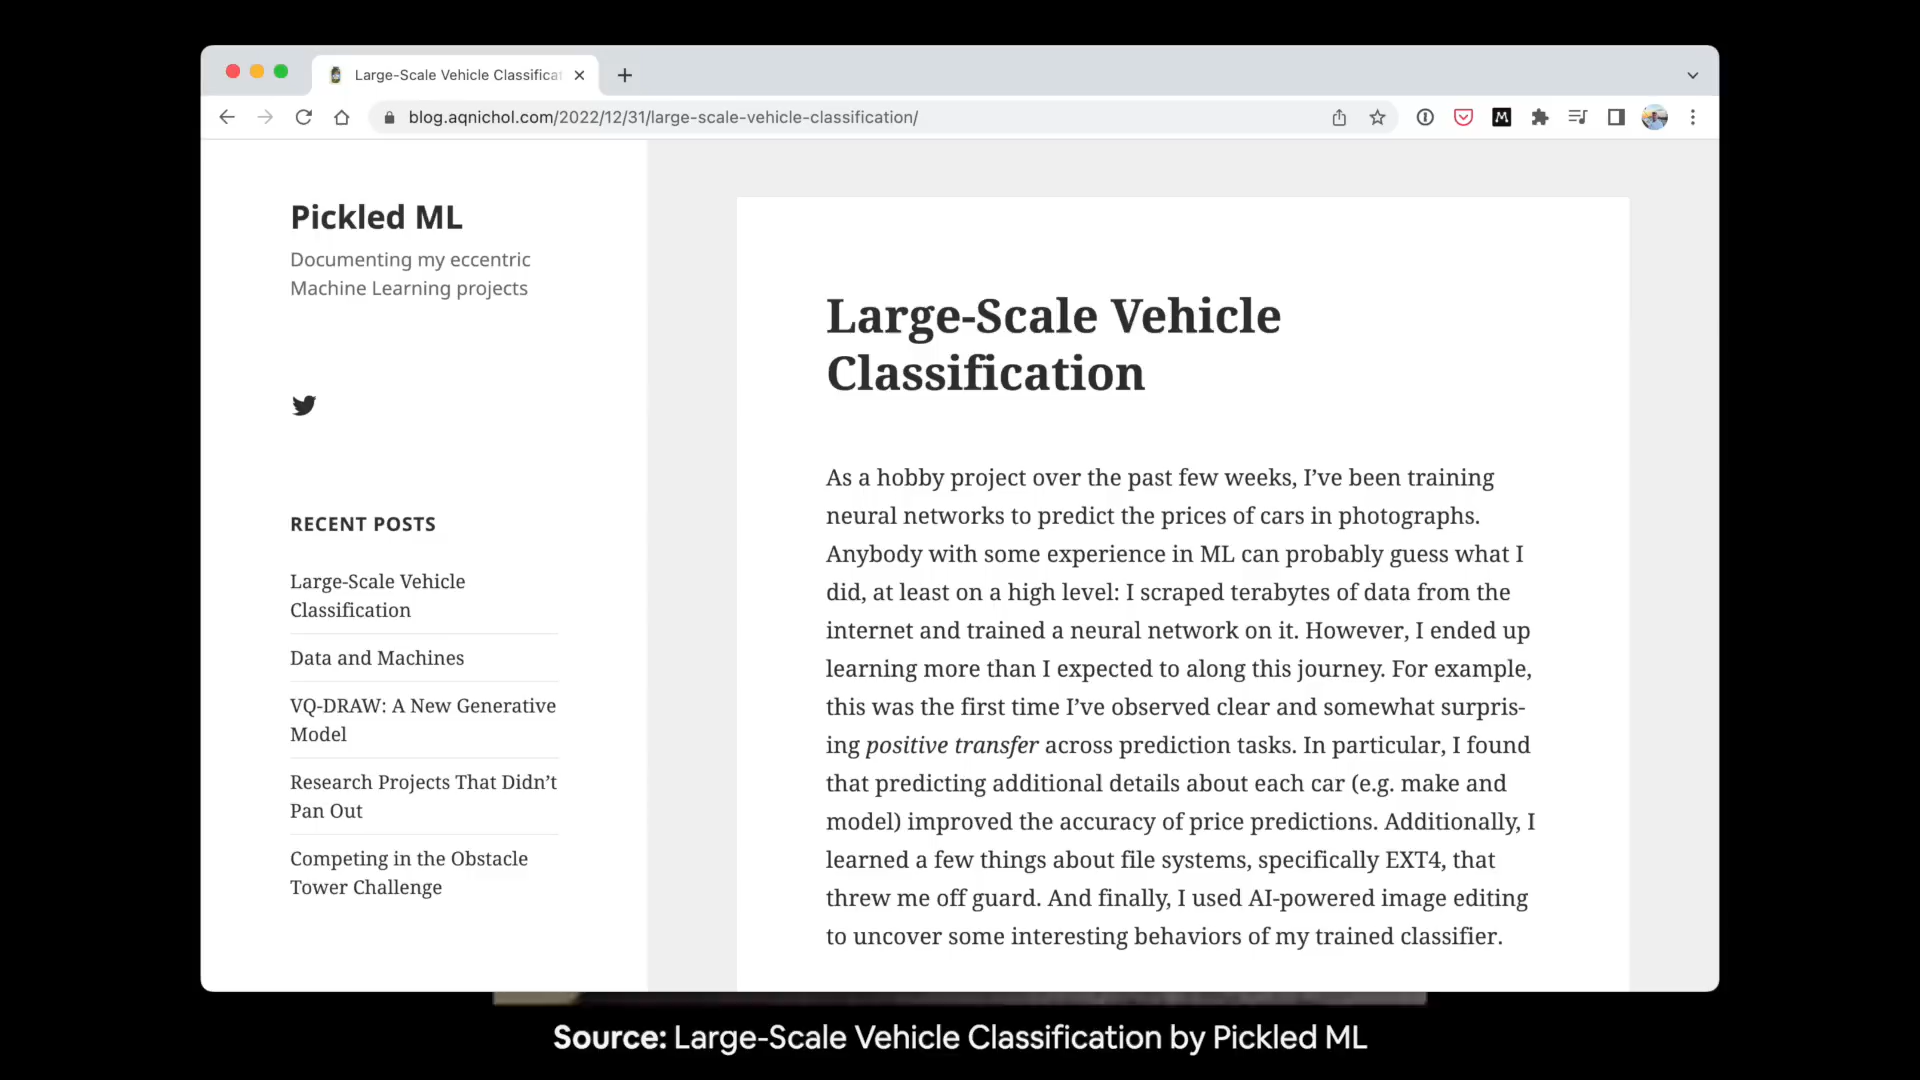 Large-Scale Vehicle Classificat
blog.aqnichol.com/2022/12/31/large-scale-vehicle-classification/
M
Pickled ML
Documenting my eccentric
Machine Learning projects
RECENT POSTS
Large-Scale Vehicle
Classification
Data and Machines
VQ-DRAW: A New Generative
Model
Research Projects That Didn’t
Pan Out
Competing in the Obstacle
Tower Challenge
Large-Scale Vehicle
Classification
As a hobby project over the past few weeks, I’ve been training
neural networks to predict the prices of cars in photographs.
Anybody with some experience in ML can probably guess what I
did, at least on a high level: I scraped terabytes of data from the
internet and trained a neural network on it. However, I ended up
learning more than I expected to along this journey. For example,
this was the first time I’ve observed clear and somewhat surpris-
ing positive transfer across prediction tasks. In particular, I found
that predicting additional details about each car (e.g. make and
model) improved the accuracy of price predictions. Additionally, I
learned a few things about file systems, specifically EXT4, that
threw me off guard. And finally, I used AI-powered image editing
to uncover some interesting behaviors of my trained classifier.
Source: Large-Scale Vehicle Classification by Pickled ML